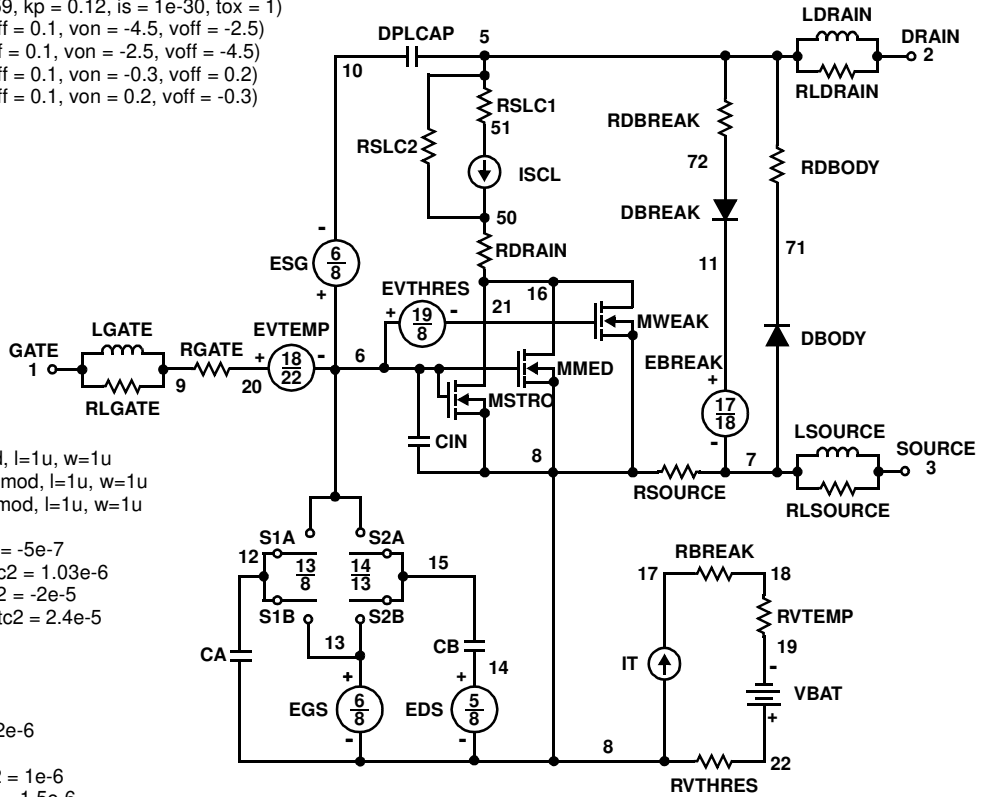 59, kp = 0.12, is = 1e-30, tox = 1)
ff = 0.1, von = -4.5, voff = -2.5)
f = 0.1, von = -2.5, voff = -4.5)
ff = 0.1, von = -0.3, voff = 0.2)
ff = 0.1, von = 0.2, voff = -0.3)
LDRAIN
DRAIN
2
RLDRAIN
DPLCAP
5
10
RSLC1
51
RSLC2
ISCL
50
RDBREAK
72
RDBODY
DBREAK
71
11
-
ESG
6
8
+
RDRAIN
EVTHRES
+
19
8
-
16
21
MWEAK
LGATE
EVTEMP
GATE
1
RGATE
+
18
22
-
6
9
20
RLGATE
MMED
MSTRO
EBREAK
+
17
18
-
DBODY
CIN
8
7
LSOURCE
SOURCE
3
RSOURCE
RLSOURCE
d, l=1u, w=1u
mod, l=1u, w=1u
mod, l=1u, w=1u
= -5e-7
c2 = 1.03e-6
2 = -2e-5
tc2 = 2.4e-5
S1A
S2A
12
13
8
14
13
15
S1B
S2B
13
CA
CB
14
+
EGS
6
8
-
+
EDS
5
8
-
RBREAK
17
18
RVTEMP
19
IT
-
VBAT
+
8
22
RVTHRES
2e-6
2 = 1e-6